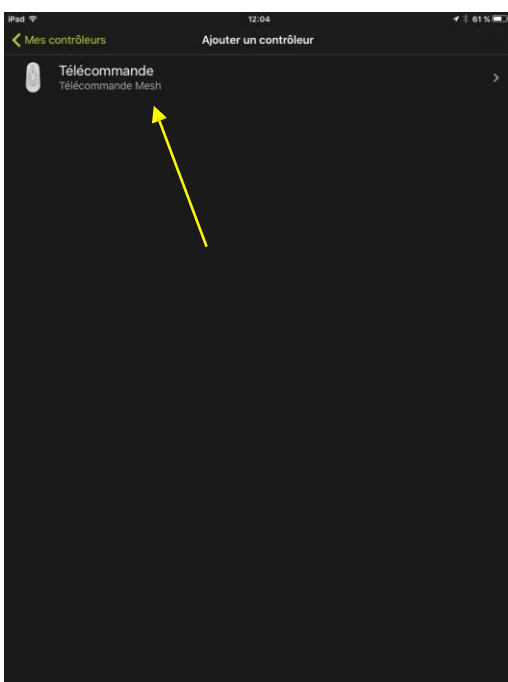 iPad 12:04 61 %
Mes contrôleurs Ajouter un contrôleur
Télécommande
Télécommande Mesh